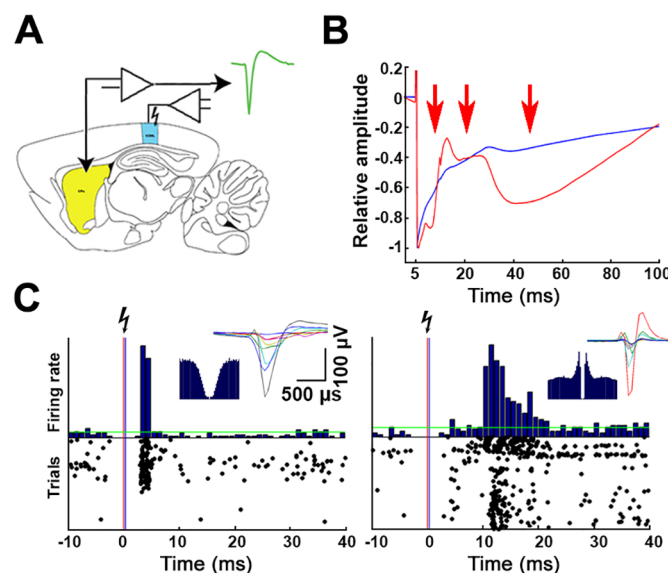 A
B
Relative amplitude
0.2
0
-0.2
-0.4
-0.6
-0.8
-1
5 20 40 60 80 100
Time (ms)
C
Firing rate
Trials
500 µs
100 µV
-10 0 10 20 30 40
Time (ms)
-10 0 10 20 30 40
Time (ms)